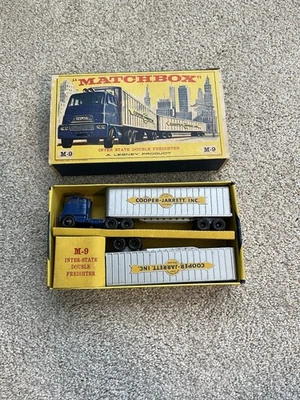 "MATCHBOX"
M-9
INTER-STATE DOUBLE FREIGHTER
A LESNEY PRODUCT
M-9
COOPER-JARRETT, INC.
M-9
INTER-STATE
DOUBLE
FREIGHTER
COOPER-JARRETT, INC.